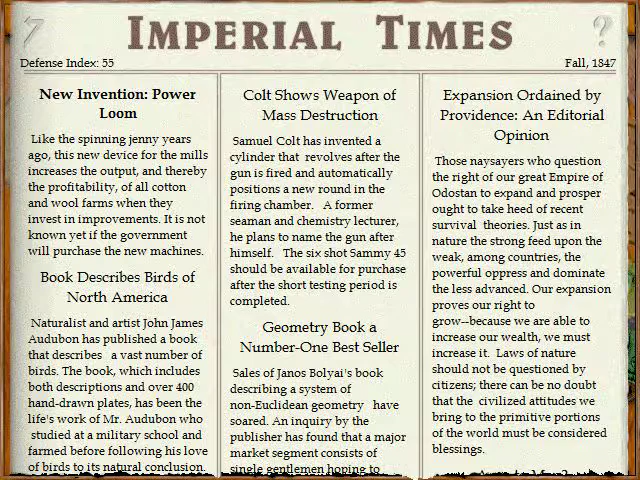 IMPERIAL TIMES
Defense Index: 55
Fall, 1847
New Invention: Power
Loom
Like the spinning jenny years
ago, this new device for the mills
increases the output, and thereby
the profitability, of all cotton
and wool farms when they
invest in improvements. It is not
known yet if the government
will purchase the new machines.
Book Describes Birds of
North America
Naturalist and artist John James
Audubon has published a book
that describes a vast number of
birds. The book, which includes
both descriptions and over 400
hand-drawn plates, has been the
life's work of Mr. Audubon who
studied at a military school and
farmed before following his love
of birds to its natural conclusion.
Colt Shows Weapon of
Mass Destruction
Samuel Colt has invented a
cylinder that revolves after the
gun is fired and automatically
positions a new round in the
firing chamber. A former
seaman and chemistry lecturer,
he plans to name the gun after
himself. The six shot Sammy 45
should be available for purchase
after the short testing period is
completed.
Geometry Book a
Number-One Best Seller
Sales of Janos Bolyai's book
describing a system of
non-Euclidean geometry have
soared. An inquiry by the
publisher has found that a major
market segment consists of
single gentlemen hoping to
Expansion Ordained by
Providence: An Editorial
Opinion
Those naysayers who question
the right of our great Empire of
Odostan to expand and prosper
ought to take heed of recent
survival theories. Just as in
nature the strong feed upon the
weak, among countries, the
powerful oppress and dominate
the less advanced. Our expansion
proves our right to
grow--because we are able to
increase our wealth, we must
increase it. Laws of nature
should not be questioned by
citizens; there can be no doubt
that the civilized attitudes we
bring to the primitive portions
of the world must be considered
blessings.